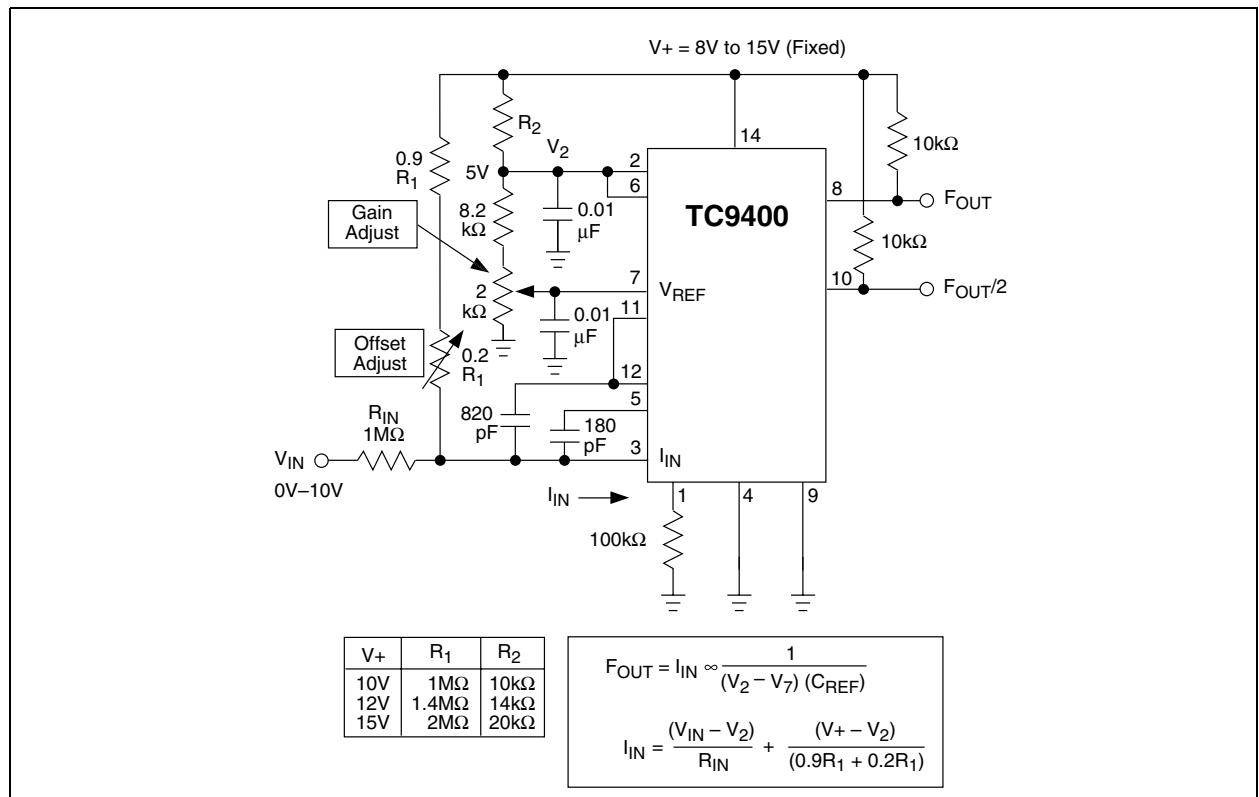 V+ = 8V to 15V (Fixed)
R2
14
10kΩ
0.9
R1
V2
5V
2
6
8
FOUT
TC9400
Gain
Adjust
8.2
kΩ
0.01
μF
10kΩ
2
kΩ
7
VREF
10
FOUT/2
11
0.01
μF
Offset
Adjust
0.2
R1
12
5
820
pF
180
pF
RIN
1MΩ
3
IIN
VIN
0V–10V
IIN
1
4
9
100kΩ
V+ R1 R2
10V 1MΩ 10kΩ
12V 1.4MΩ 14kΩ
15V 2MΩ 20kΩ
FOUT = IIN ∝ 1 / (V2 – V7) (CREF)
IIN = (VIN – V2) / RIN + (V+ – V2) / (0.9R1 + 0.2R1)